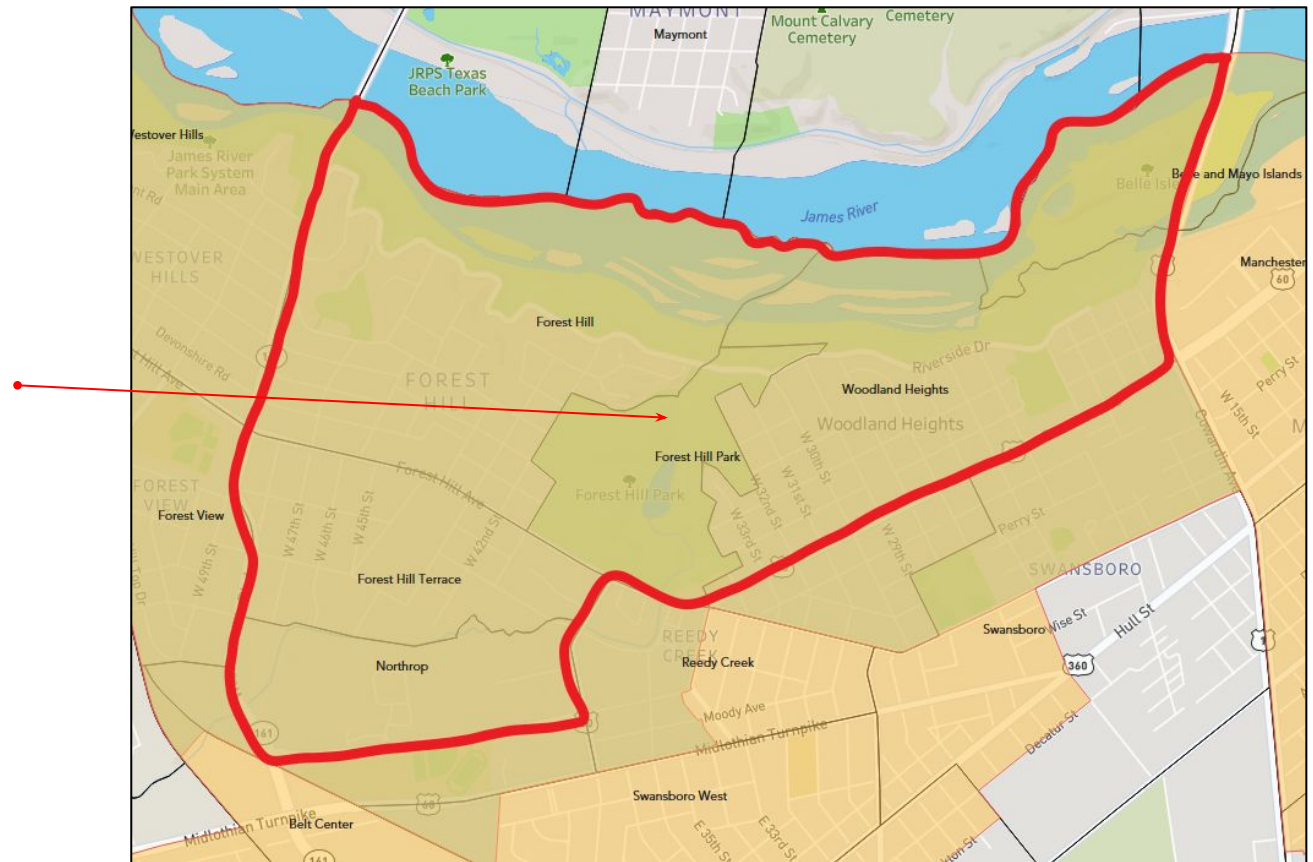 MAYMONT
Maymont
Mount Calvary
Cemetery
Cemetery
JRPS Texas
Beach Park
Westover Hills
James River
Park System
Main Area
Belle Isle
Belle and Mayo Islands
James River
WESTOVER
HILLS
Manchester
60
Forest Hill
Riverside Dr
Devonshire Rd
Perry St
FOREST
HILL
Woodland Heights
Woodland Heights
W 15th St
Cowardin Ave
Forest Hill Park
Forest Hill Park
W 30th St
W 31st St
W 32nd St
W 33rd St
W 29th St
Forest Hill Ave
FOREST
VIEW
Forest View
W 47th St
W 46th St
W 45th St
W 42nd St
W 49th St
Perry St
Forest Hill Terrace
SWANSBORO
Swansboro
Wise St
Hull St
1
REEDY
CREEK
Reedy Creek
360
Northrop
Moody Ave
161
Midlothian Turnpike
Decatur St
60
Swansboro West
Midlothian Turnpike
Belt Center
E 35th St
E 33rd St
161